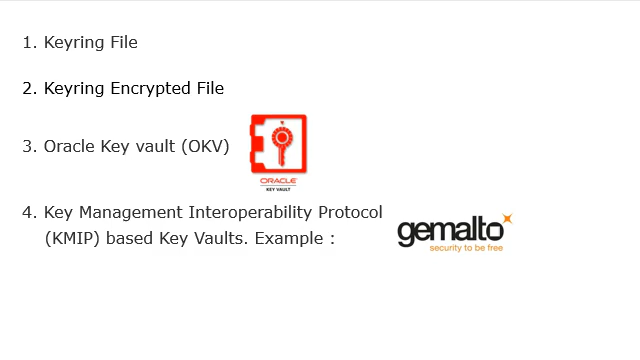 1. Keyring File
2. Keyring Encrypted File
3. Oracle Key vault (OKV)
ORACLE
KEY VAULT
4. Key Management Interoperability Protocol
(KMIP) based Key Vaults. Example :
gemalto
security to be free